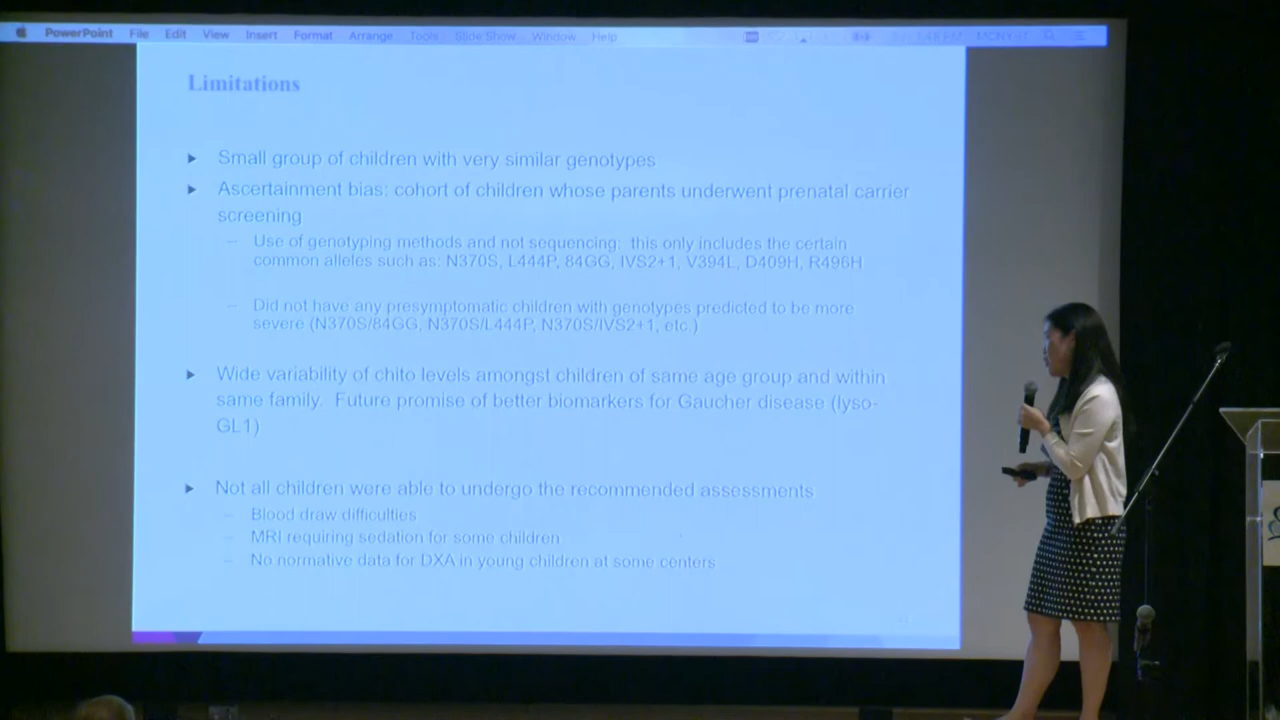 PowerPoint File Edit View Insert Format Arrange Tools Slide Show Window Help
Limitations
Small group of children with very similar genotypes
Ascertainment bias: cohort of children whose parents underwent prenatal carrier
screening
– Use of genotyping methods and not sequencing: this only includes the certain
common alleles such as: N370S, L444P, 84GG, IVS2+1, V394L, D409H, R496H
– Did not have any presymptomatic children with genotypes predicted to be more
severe (N370S/84GG, N370S/L444P, N370S/IVS2+1, etc.)
Wide variability of chito levels amongst children of same age group and within
same family. Future promise of better biomarkers for Gaucher disease (lyso-
GL1)
Not all children were able to undergo the recommended assessments
– Blood draw difficulties
– MRI requiring sedation for some children
– No normative data for DXA in young children at some centers